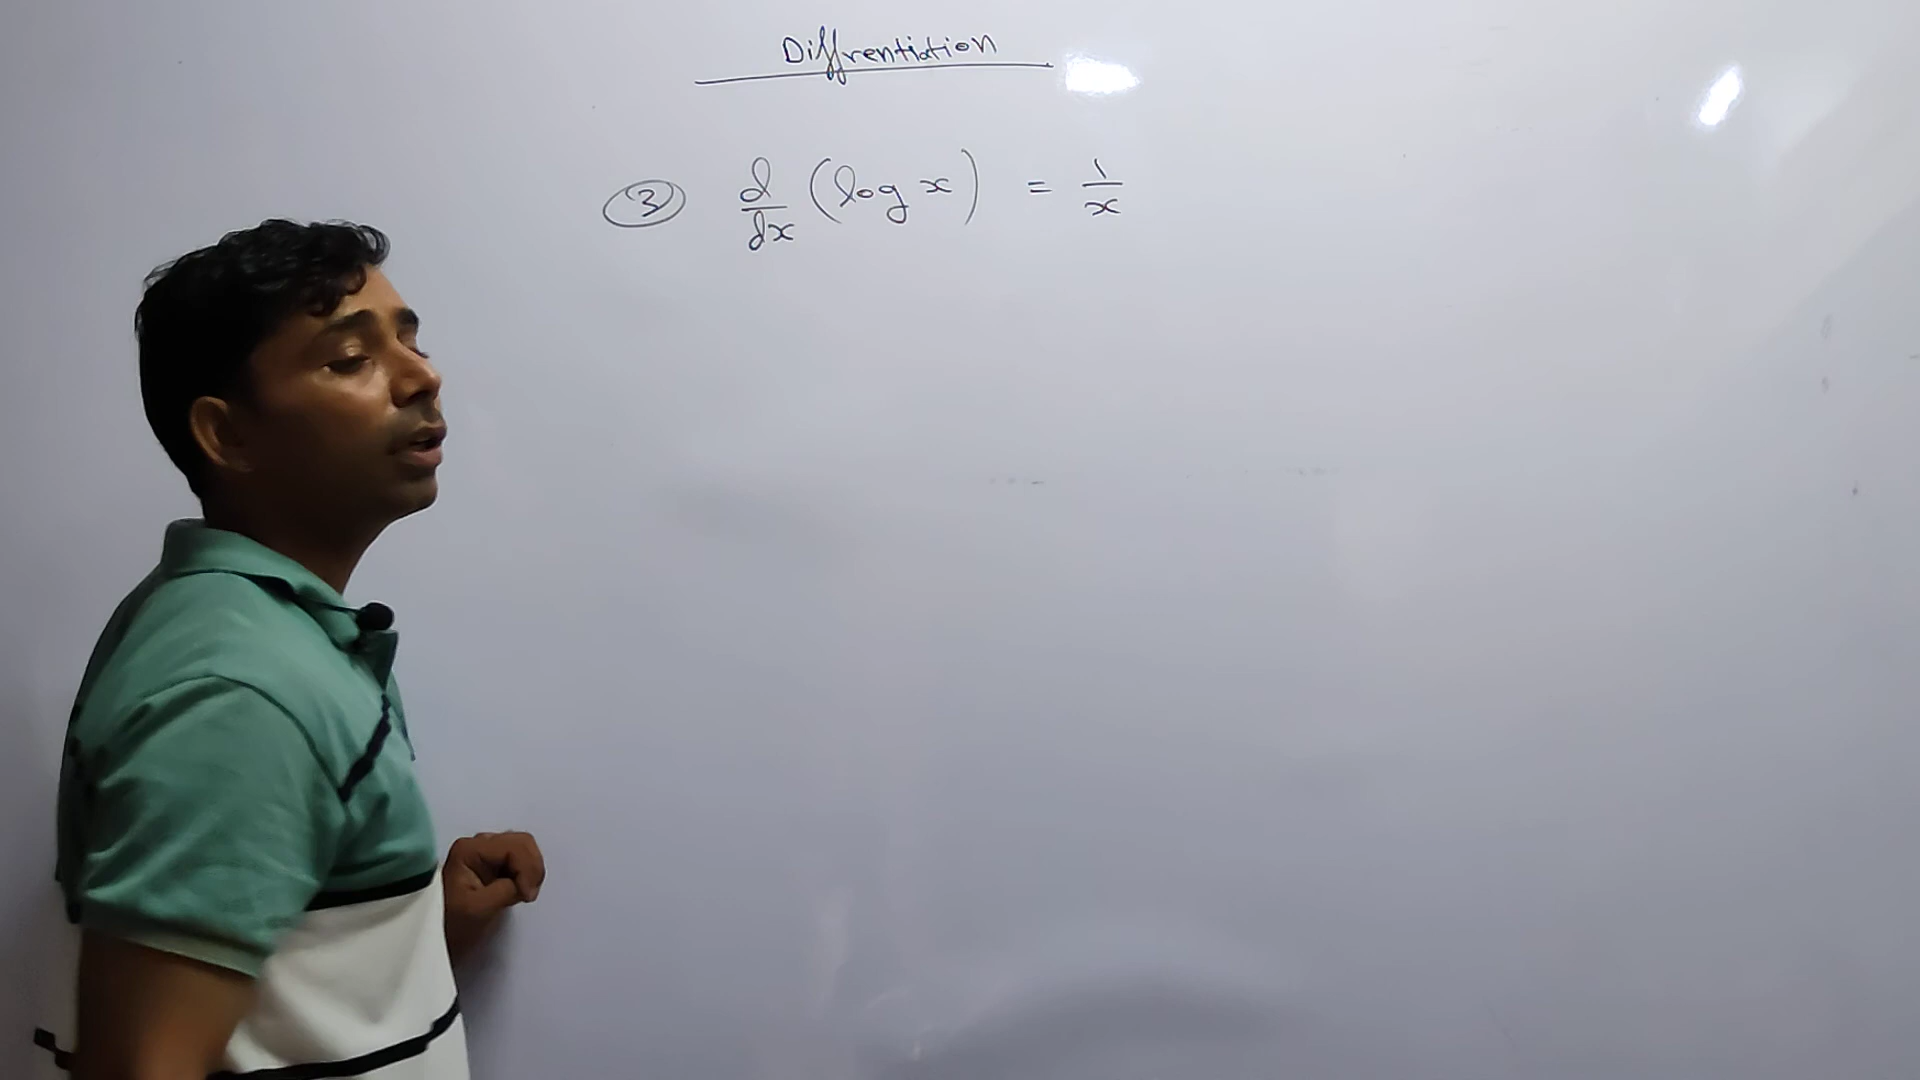 Diffrentiation
③ d/dx (log x) = 1/x